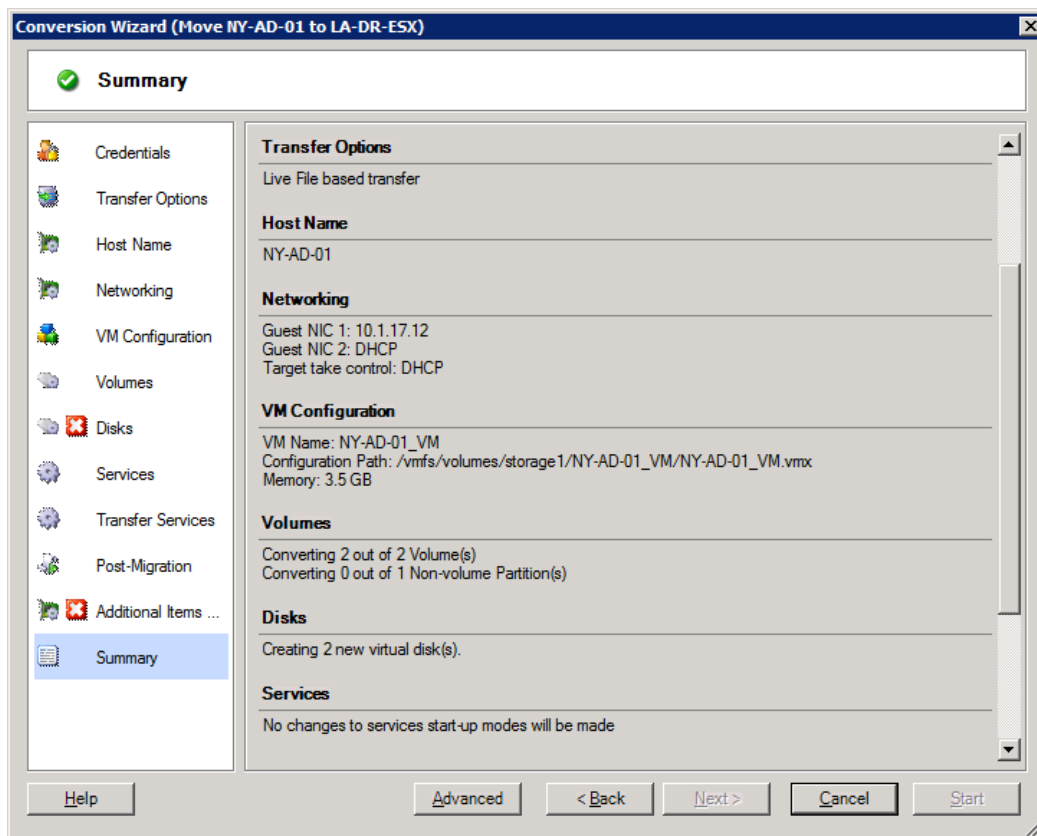 Conversion Wizard (Move NY-AD-01 to LA-DR-ESX)
Summary
Credentials
Transfer Options
Host Name
Networking
VM Configuration
Volumes
Disks
Services
Transfer Services
Post-Migration
Additional Items ...
Summary
Transfer Options
Live File based transfer
Host Name
NY-AD-01
Networking
Guest NIC 1: 10.1.17.12
Guest NIC 2: DHCP
Target take control: DHCP
VM Configuration
VM Name: NY-AD-01_VM
Configuration Path: /vmfs/volumes/storage1/NY-AD-01_VM/NY-AD-01_VM.vmx
Memory: 3.5 GB
Volumes
Converting 2 out of 2 Volume(s)
Converting 0 out of 1 Non-volume Partition(s)
Disks
Creating 2 new virtual disk(s).
Services
No changes to services start-up modes will be made
Help
Advanced
< Back
Next >
Cancel
Start